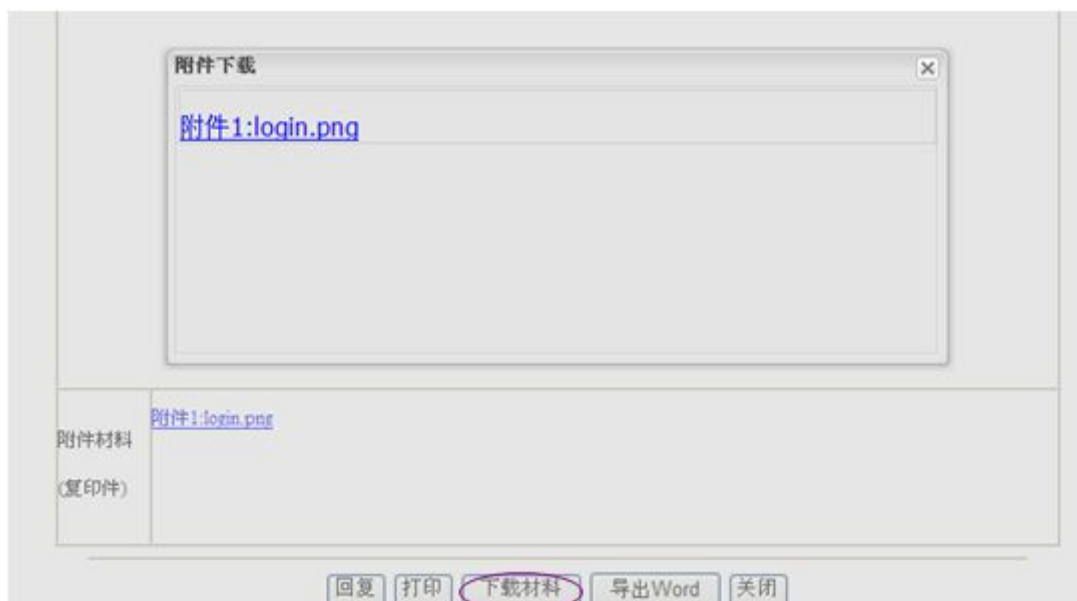 附件下载
附件1:login.png
附件1:login.png
附件材料
(复印件)
回复 打印 下载材料 导出Word 关闭